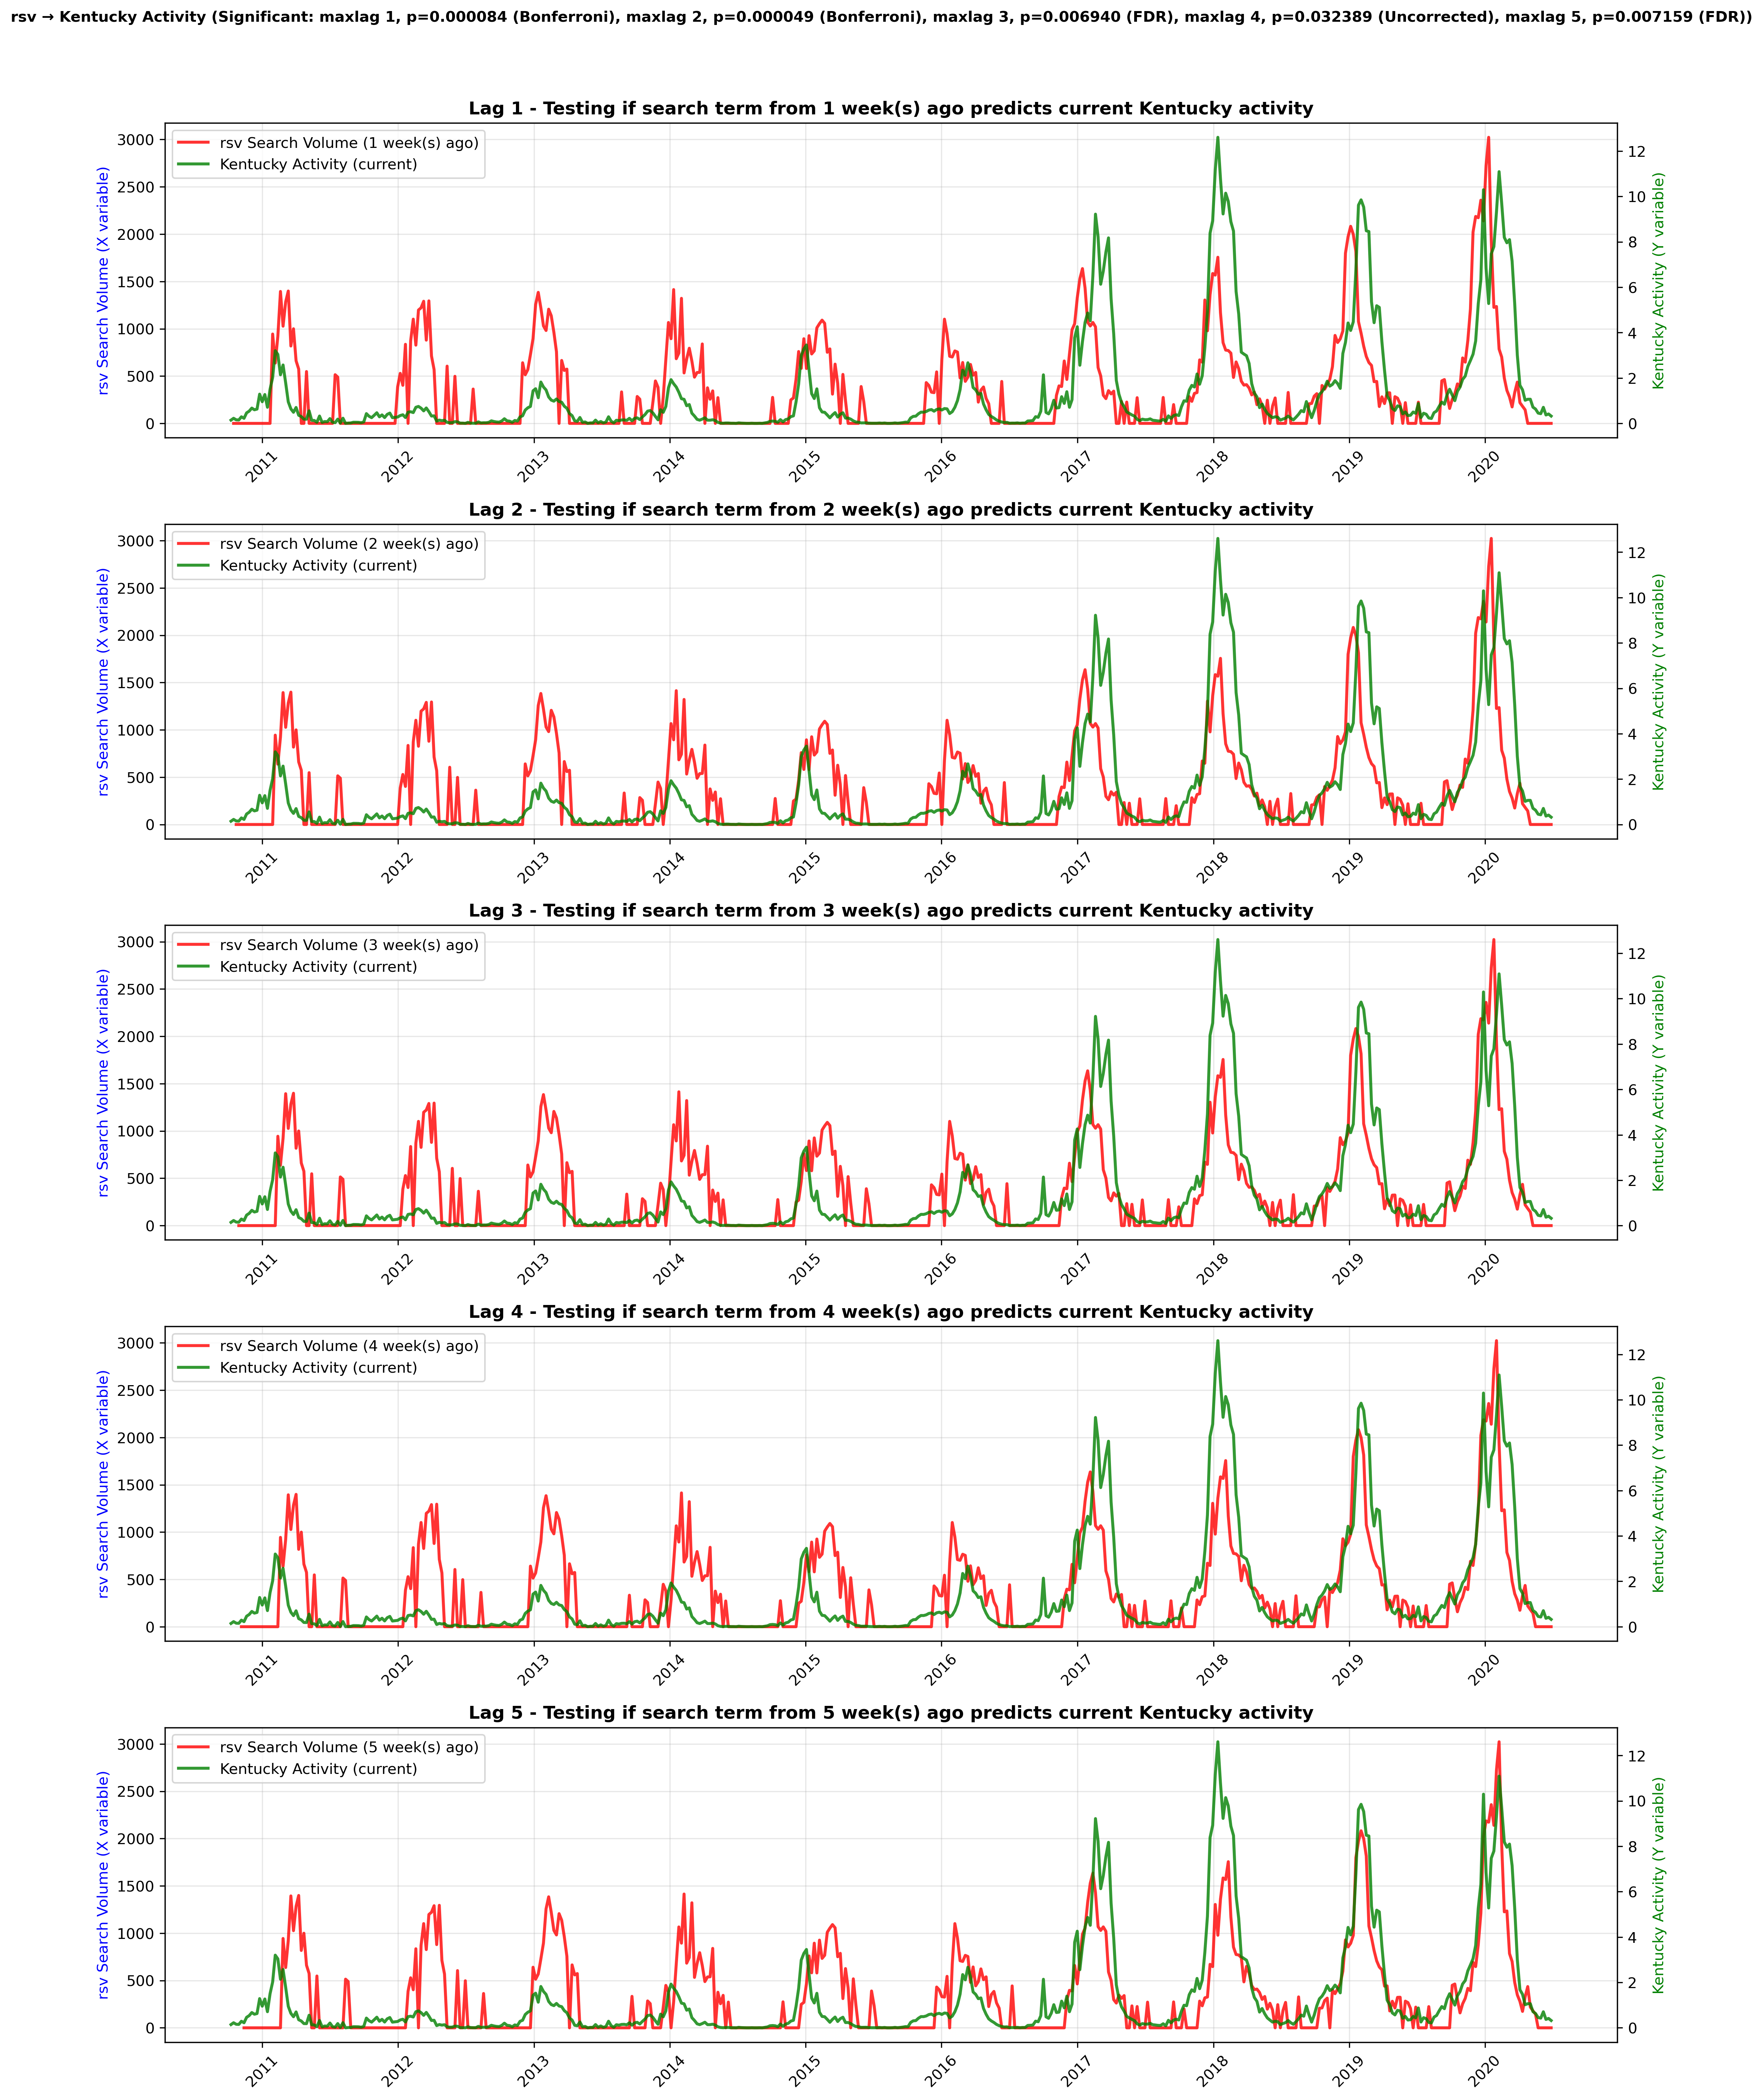 rsv → Kentucky Activity (Significant: maxlag 1, p=0.000084 (Bonferroni), maxlag 2, p=0.000049 (Bonferroni), maxlag 3, p=0.006940 (FDR), maxlag 4, p=0.032389 (Uncorrected), maxlag 5, p=0.007159 (FDR))
Lag 1 - Testing if search term from 1 week(s) ago predicts current Kentucky activity
rsv Search Volume (1 week(s) ago)
Kentucky Activity (current)
rsv Search Volume (X variable)
3000
2500
2000
1500
1000
500
0
12
10
8
6
4
2
0
Kentucky Activity (Y variable)
2011 2012 2013 2014 2015 2016 2017 2018 2019 2020
Lag 2 - Testing if search term from 2 week(s) ago predicts current Kentucky activity
rsv Search Volume (2 week(s) ago)
Kentucky Activity (current)
rsv Search Volume (X variable)
3000
2500
2000
1500
1000
500
0
12
10
8
6
4
2
0
Kentucky Activity (Y variable)
2011 2012 2013 2014 2015 2016 2017 2018 2019 2020
Lag 3 - Testing if search term from 3 week(s) ago predicts current Kentucky activity
rsv Search Volume (3 week(s) ago)
Kentucky Activity (current)
rsv Search Volume (X variable)
3000
2500
2000
1500
1000
500
0
12
10
8
6
4
2
0
Kentucky Activity (Y variable)
2011 2012 2013 2014 2015 2016 2017 2018 2019 2020
Lag 4 - Testing if search term from 4 week(s) ago predicts current Kentucky activity
rsv Search Volume (4 week(s) ago)
Kentucky Activity (current)
rsv Search Volume (X variable)
3000
2500
2000
1500
1000
500
0
12
10
8
6
4
2
0
Kentucky Activity (Y variable)
2011 2012 2013 2014 2015 2016 2017 2018 2019 2020
Lag 5 - Testing if search term from 5 week(s) ago predicts current Kentucky activity
rsv Search Volume (5 week(s) ago)
Kentucky Activity (current)
rsv Search Volume (X variable)
3000
2500
2000
1500
1000
500
0
12
10
8
6
4
2
0
Kentucky Activity (Y variable)
2011 2012 2013 2014 2015 2016 2017 2018 2019 2020